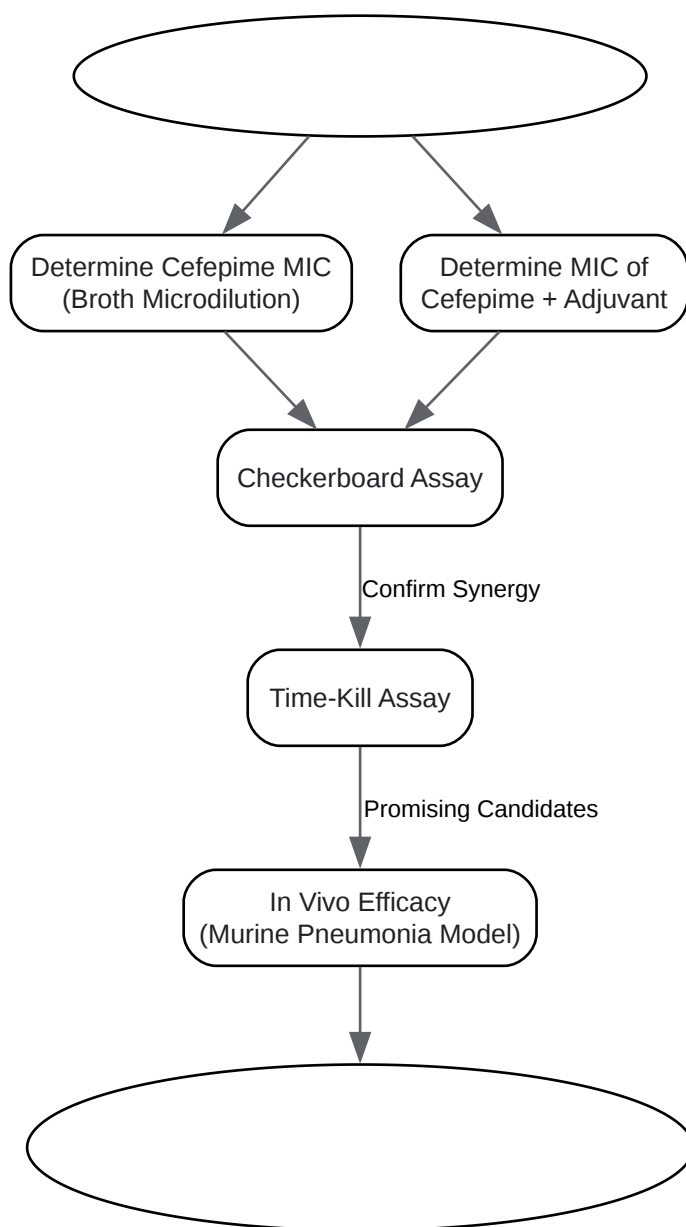 Determine Cefepime MIC
(Broth Microdilution)
Determine MIC of
Cefepime + Adjuvant
Checkerboard Assay
Confirm Synergy
Time-Kill Assay
Promising Candidates
In Vivo Efficacy
(Murine Pneumonia Model)